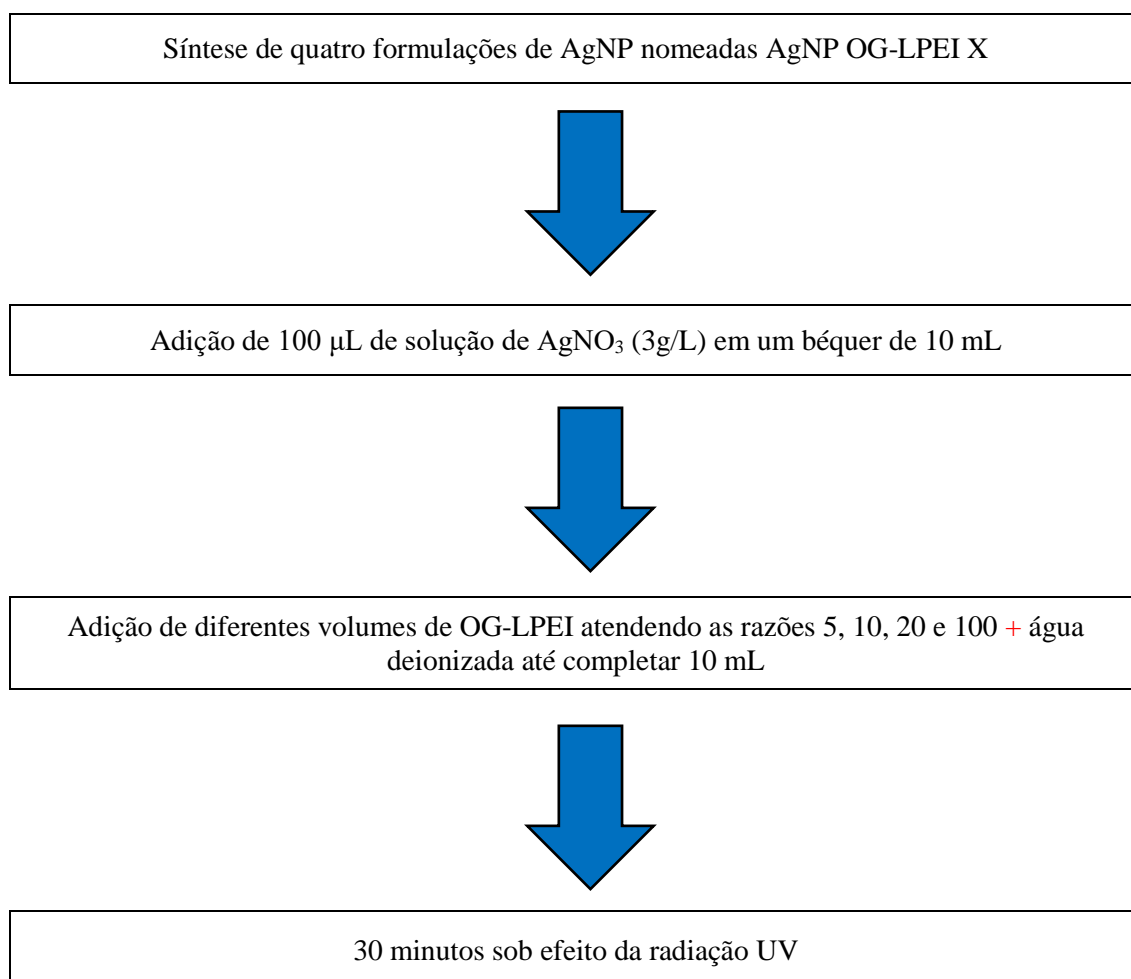 Síntese de quatro formulações de AgNP nomeadas AgNP OG-LPEI X
Adição de 100 μL de solução de AgNO₃ (3g/L) em um béquer de 10 mL
Adição de diferentes volumes de OG-LPEI atendendo as razões 5, 10, 20 e 100 + água
deionizada até completar 10 mL
30 minutos sob efeito da radiação UV